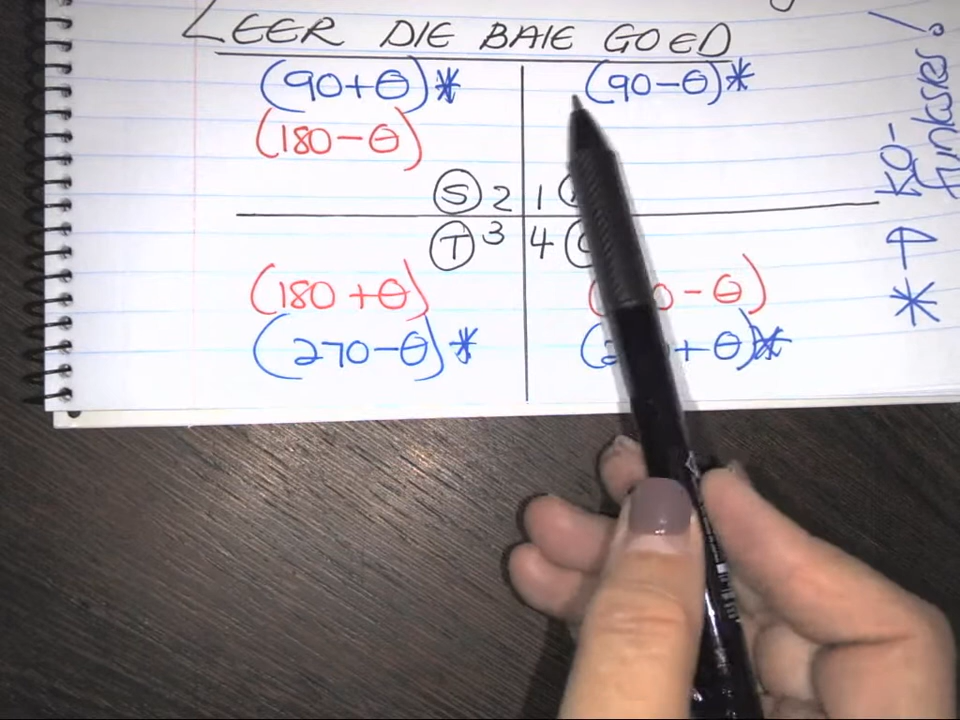 LEER DIE BAIE GOED
(90+θ)* (90-θ)*
(180-θ)
S 2 1
T 3 4
(180+θ) -θ)
(270-θ)* +θ)*
* → KO-
funksies!